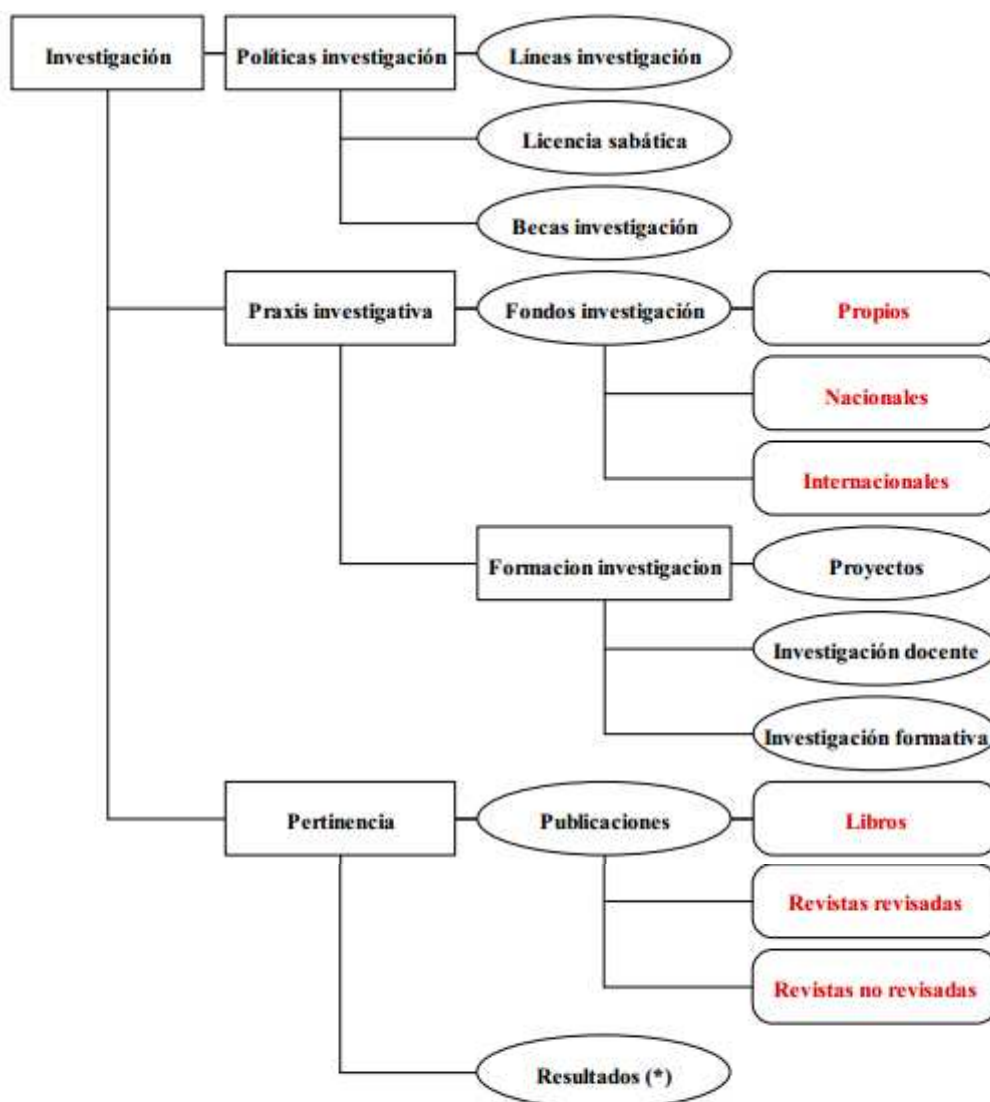 Investigación
Políticas investigación
Líneas investigación
Licencia sabática
Becas investigación
Praxis investigativa
Fondos investigación
Propios
Nacionales
Internacionales
Formacion investigacion
Proyectos
Investigación docente
Investigación formativa
Pertinencia
Publicaciones
Libros
Revistas revisadas
Revistas no revisadas
Resultados (*)